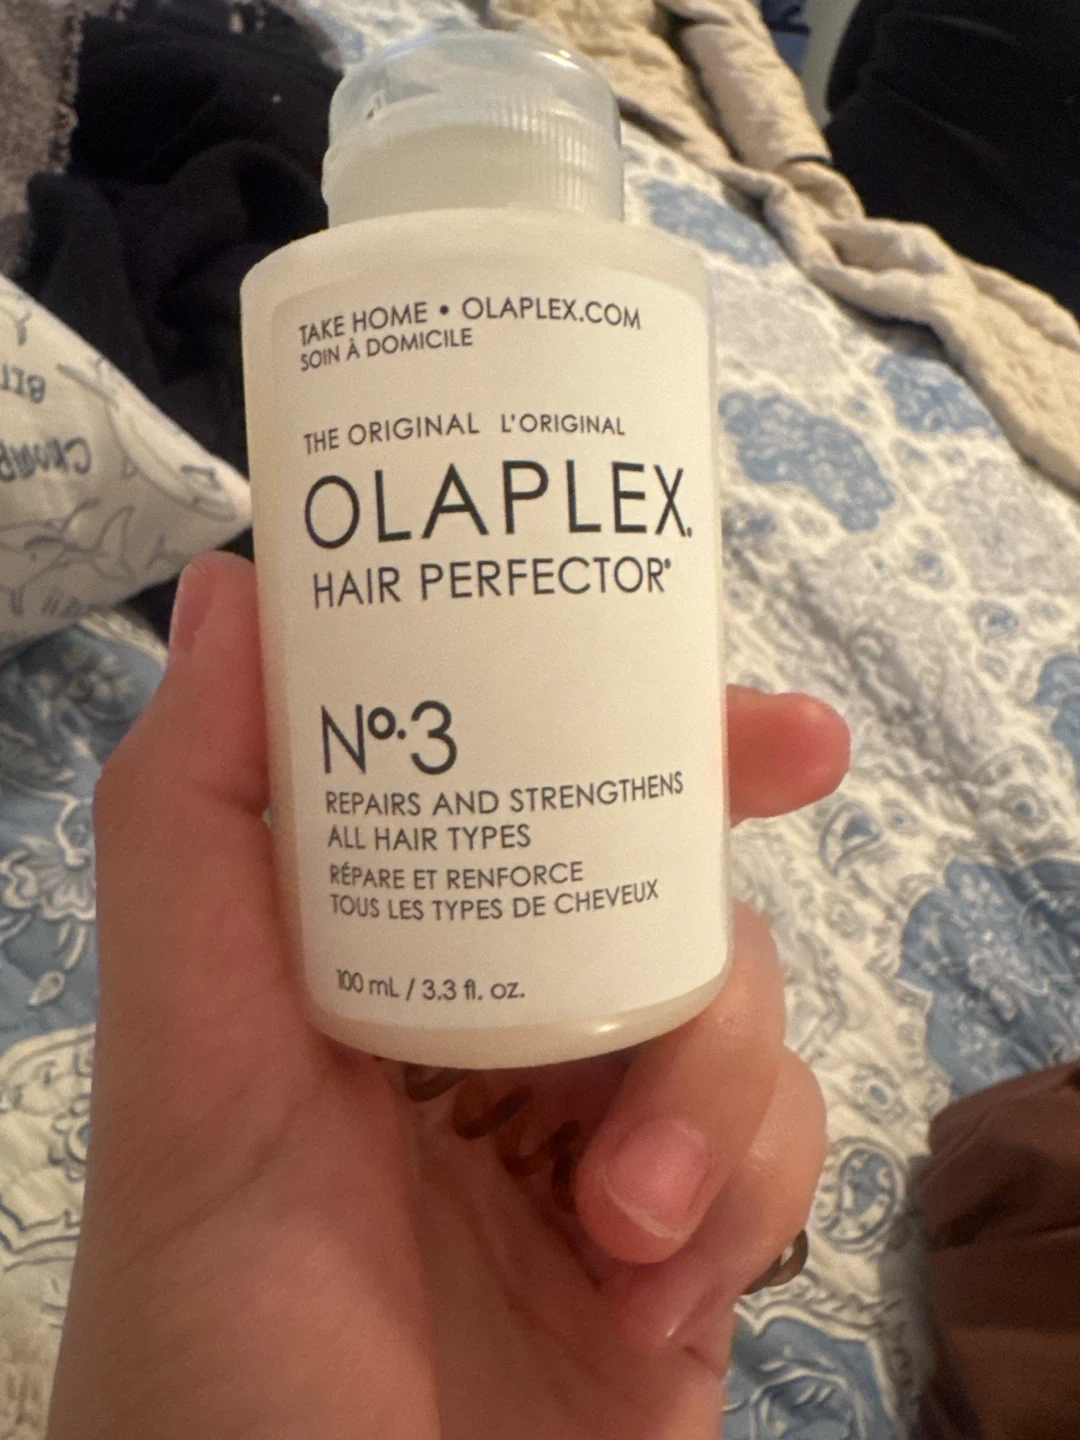 TAKE HOME • OLAPLEX.COM
SOIN À DOMICILE
THE ORIGINAL L'ORIGINAL
OLAPLEX.
HAIR PERFECTOR®
Nº.3
REPAIRS AND STRENGTHENS
ALL HAIR TYPES
RÉPARE ET RENFORCE
TOUS LES TYPES DE CHEVEUX
100 mL / 3.3 fl. oz.